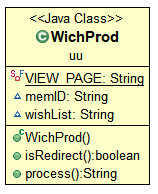 <<Java Class>>
WichProd
uu
VIEW_PAGE: String
memID: String
wishList: String
WichProd()
isRedirect():boolean
process():String